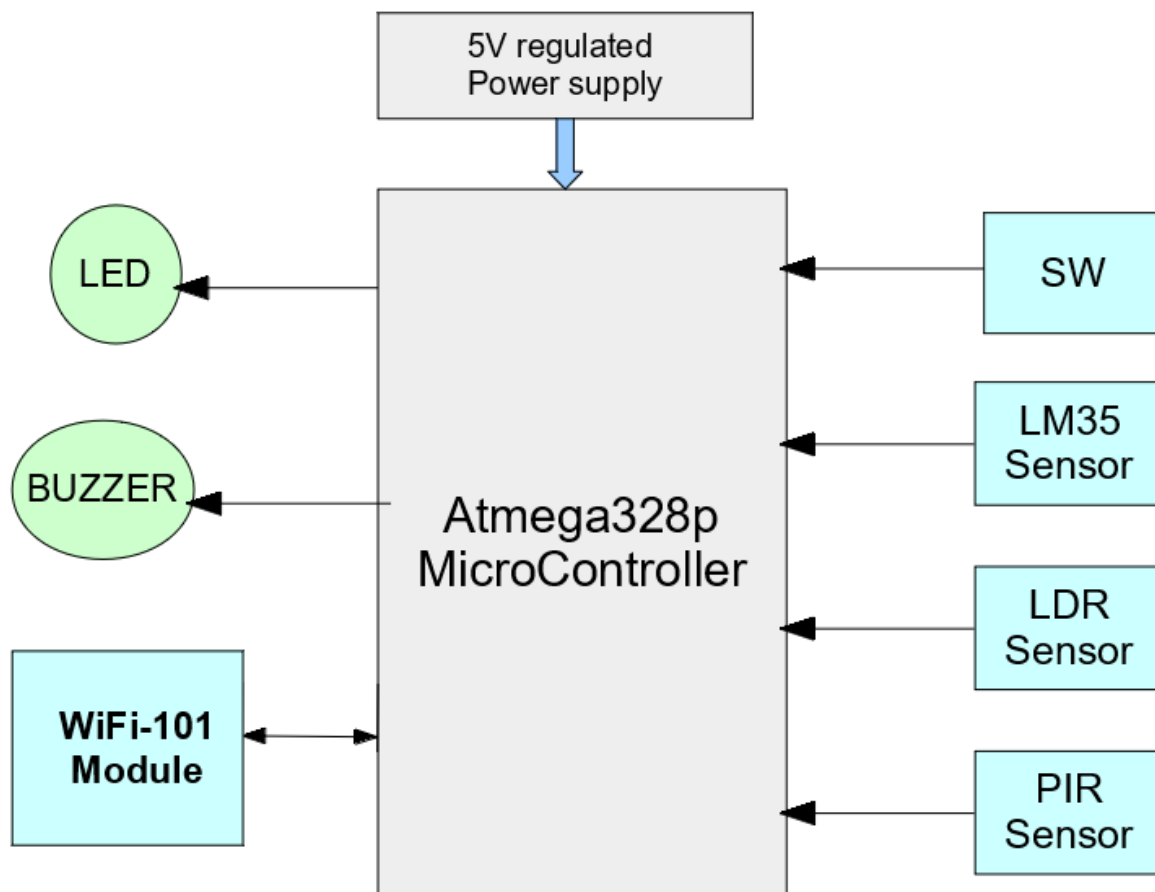 5V regulated
Power supply
LED
SW
LM35
Sensor
BUZZER
Atmega328p
MicroController
LDR
Sensor
WiFi-101
Module
PIR
Sensor